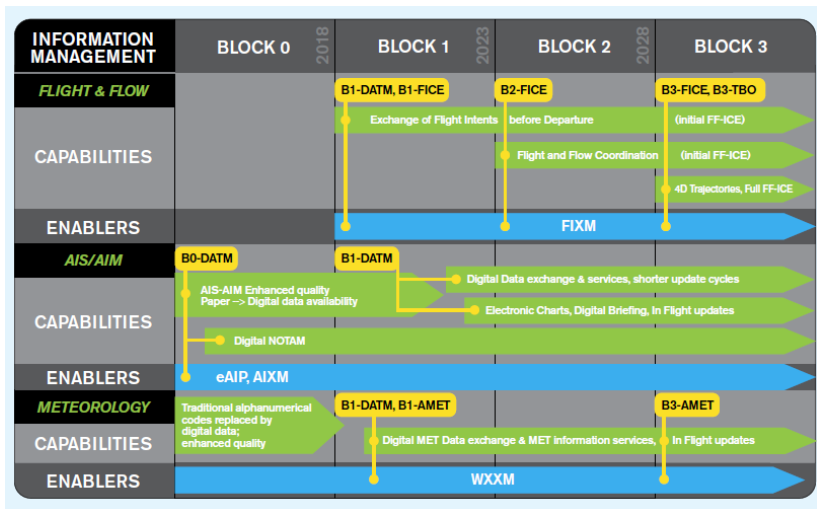 INFORMATION
MANAGEMENT
BLOCK 0
2018
BLOCK 1
2023
BLOCK 2
2028
BLOCK 3
FLIGHT & FLOW
B1-DATM, B1-FICE
B2-FICE
B3-FICE, B3-TBO
CAPABILITIES
Exchange of Flight Intents before Departure (initial FF-ICE)
Flight and Flow Coordination (initial FF-ICE)
4D Trajectories, Full FF-ICE
ENABLERS
FIXM
AIS/AIM
B0-DATM
B1-DATM
CAPABILITIES
AIS-AIM Enhanced quality
Paper –> Digital data availability
Digital Data exchange & services, shorter update cycles
Electronic Charts, Digital Briefing, In Flight updates
Digital NOTAM
ENABLERS
eAIP, AIXM
METEOROLOGY
Traditional alphanumerical
codes replaced by
digital data;
enhanced quality
B1-DATM, B1-AMET
B3-AMET
CAPABILITIES
Digital MET Data exchange & MET information services, In Flight updates
ENABLERS
WXXM